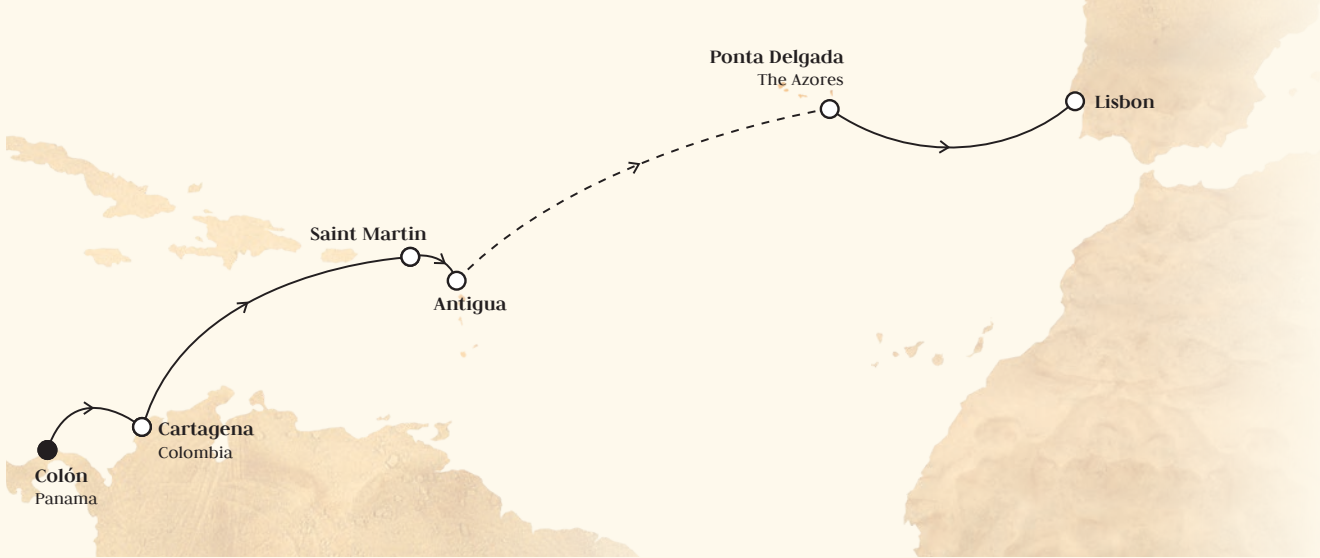 Ponta Delgada
The Azores
Lisbon
Saint Martin
Antigua
Cartagena
Colombia
Colón
Panama